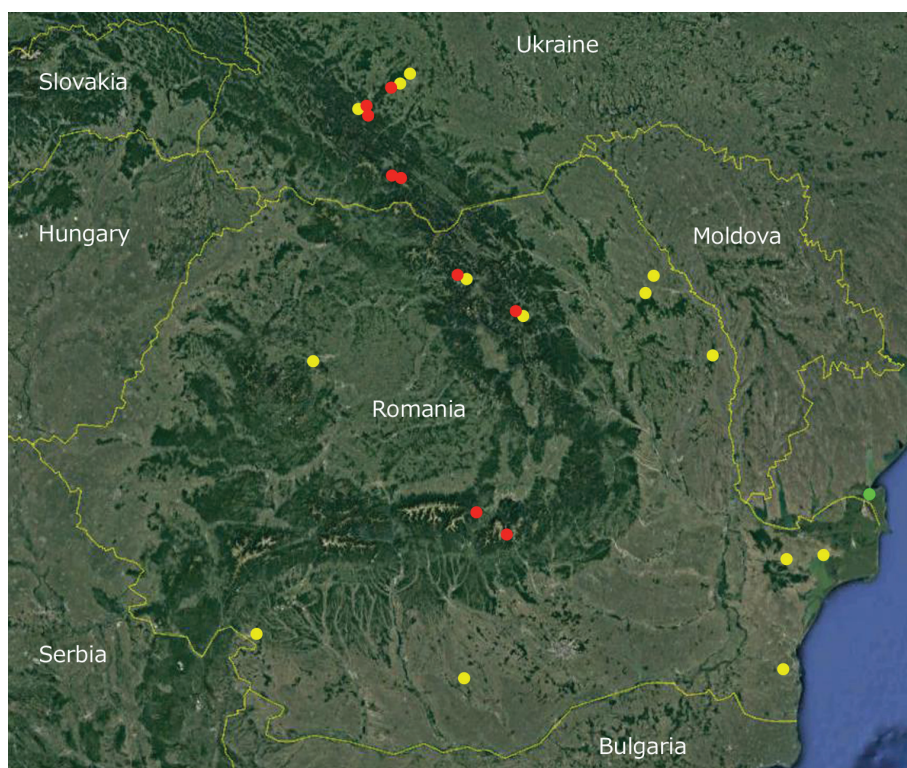 Ukraine
Slovakia
Hungary
Moldova
Romania
Serbia
Bulgaria